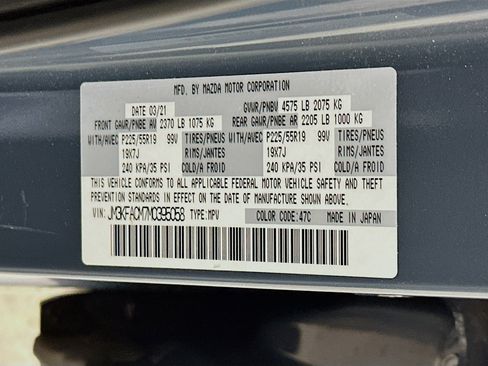 MFD. BY MAZDA MOTOR CORPORATION
DATE 03/21 GVWR/PNBV 4575 LB 2075 KG
FRONT GAWR/PNBE AV 2370 LB 1075 KG REAR GAWR/PNBE AR 2205 LB 1000 KG
WITH/AVEC P225/55R19 99V TIRES/PNEUS WITH/AVEC P225/55R19 99V TIRES/PNEUS
19X7J RIMS/JANTES 19X7J RIMS/JANTES
240 KPA/35 PSI COLD/A FROID 240 KPA/35 PSI COLD/A FROID
THIS VEHICLE CONFORMS TO ALL APPLICABLE FEDERAL MOTOR VEHICLE SAFETY AND THEFT
PREVENTION STANDARDS IN EFFECT ON THE DATE OF MANUFACTURE SHOWN ABOVE.
VIN: JM3KFACM7M0395058 TYPE:MPV COLOR CODE:47C MADE IN JAPAN